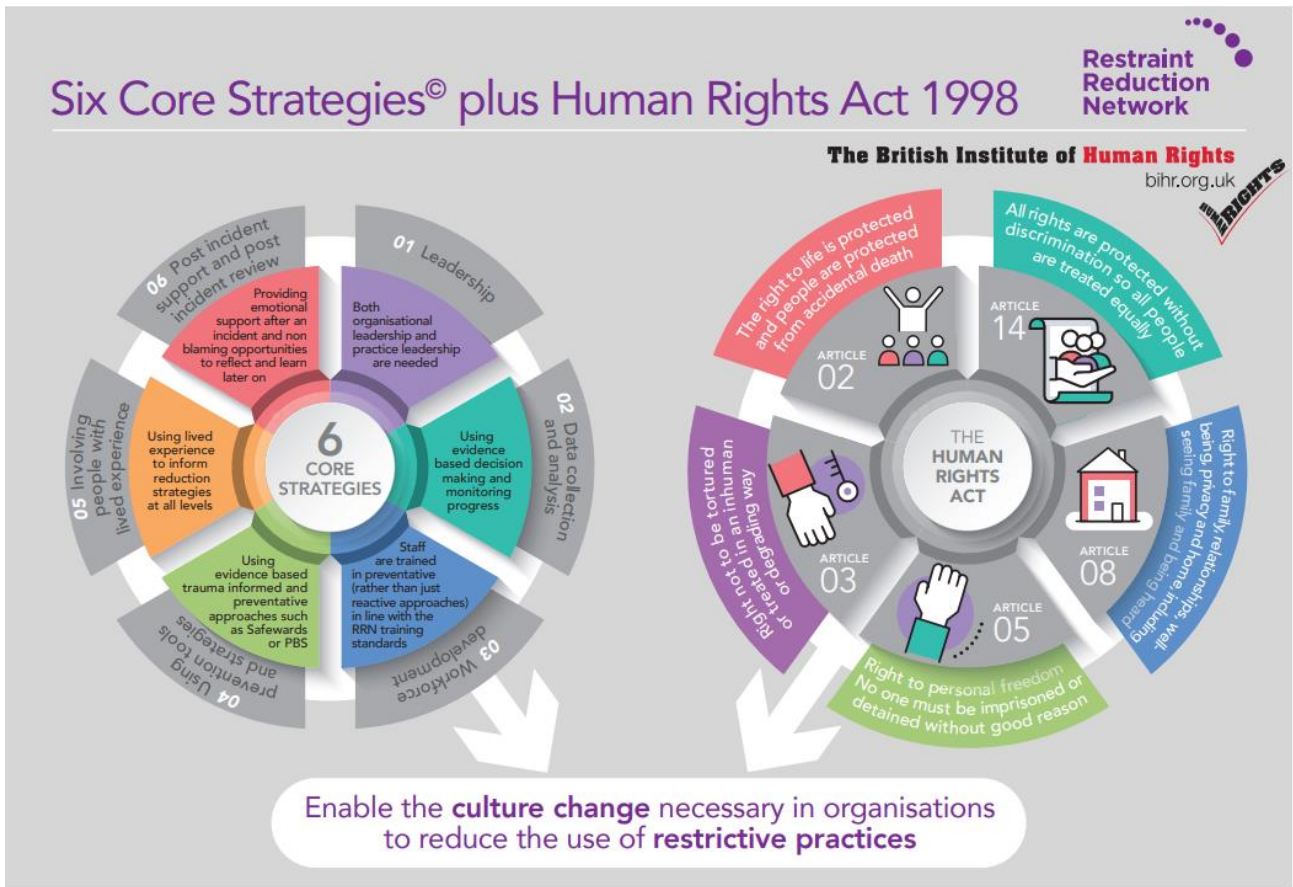 Six Core Strategies© plus Human Rights Act 1998
Restraint
Reduction
Network
The British Institute of Human Rights
bihr.org.uk
HUMAN
RIGHTS
6
CORE
STRATEGIES
01 Leadership
Both
organisational
leadership and
practice leadership
are needed
02 Data collection
and analysis
Using
evidence
based decision
making and
monitoring
progress
03 Workforce
development
Staff
are trained
in preventative
(rather than just
reactive approaches)
in line with the
RRN training
standards
04 Using
prevention tools
and strategies
Using
evidence based
trauma informed and
preventative
approaches such
as Safewards
or PBS
05 Involving
people with
lived experience
Using lived
experience
to inform
reduction
strategies
at all levels
06 Post incident
support and post
incident review
Providing
emotional
support after an
incident and non
blaming opportunities
to reflect and learn
later on
THE
HUMAN
RIGHTS
ACT
The right to life is protected
and people are protected
from accidental death
ARTICLE
02
All rights are protected without
discrimination so all people
are treated equally
ARTICLE
14
Right to family, relationships, well-
being, privacy and home, including
seeing family and being heard
ARTICLE
08
Right to personal freedom
No one must be imprisoned or
detained without good reason
ARTICLE
05
Right not to be tortured
or treated in an inhuman
or degrading way
ARTICLE
03
Enable the culture change necessary in organisations
to reduce the use of restrictive practices